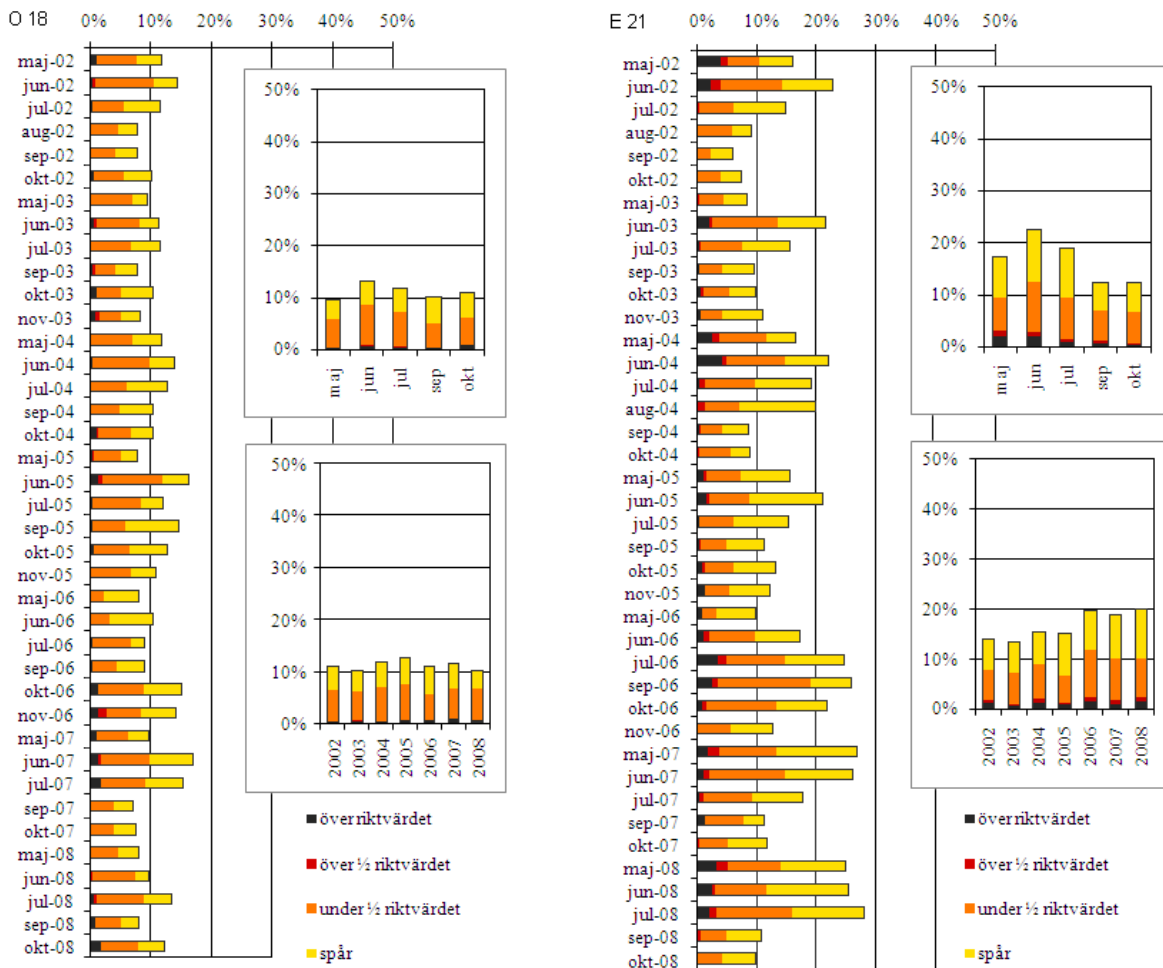 O 18
0% 10% 20% 30% 40% 50%
maj-02
jun-02
jul-02
aug-02
sep-02
okt-02
maj-03
jun-03
jul-03
sep-03
okt-03
nov-03
maj-04
jun-04
jul-04
sep-04
okt-04
maj-05
jun-05
jul-05
sep-05
okt-05
nov-05
maj-06
jun-06
jul-06
sep-06
okt-06
nov-06
maj-07
jun-07
jul-07
sep-07
okt-07
maj-08
jun-08
jul-08
sep-08
okt-08
50%
40%
30%
20%
10%
0%
maj jun jul sep okt
50%
40%
30%
20%
10%
0%
2002 2003 2004 2005 2006 2007 2008
över riktvärdet
över ½ riktvärdet
under ½ riktvärdet
spår
E 21
0% 10% 20% 30% 40% 50%
maj-02
jun-02
jul-02
aug-02
sep-02
okt-02
maj-03
jun-03
jul-03
sep-03
okt-03
nov-03
maj-04
jun-04
jul-04
aug-04
sep-04
okt-04
maj-05
jun-05
jul-05
sep-05
okt-05
nov-05
maj-06
jun-06
jul-06
sep-06
okt-06
nov-06
maj-07
jun-07
jul-07
sep-07
okt-07
maj-08
jun-08
jul-08
sep-08
okt-08
50%
40%
30%
20%
10%
0%
maj jun jul sep okt
50%
40%
30%
20%
10%
0%
2002 2003 2004 2005 2006 2007 2008
över riktvärdet
över ½ riktvärdet
under ½ riktvärdet
spår